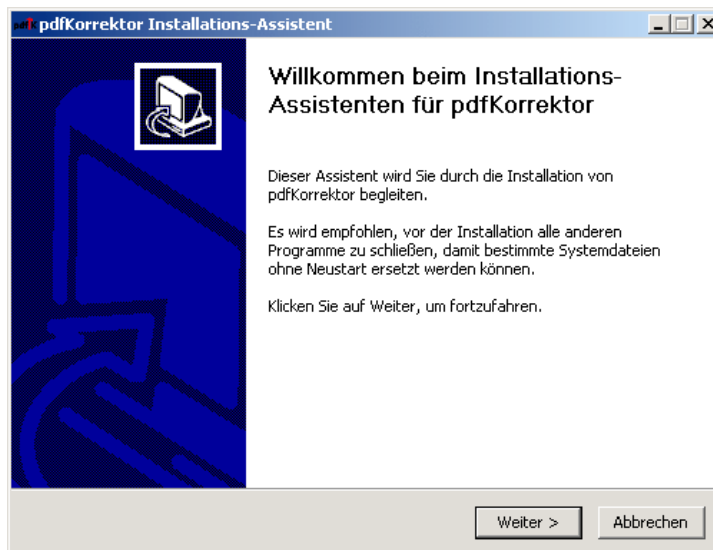 pdfKorrektor Installations-Assistent
Willkommen beim Installations-
Assistenten für pdfKorrektor
Dieser Assistent wird Sie durch die Installation von
pdfKorrektor begleiten.
Es wird empfohlen, vor der Installation alle anderen
Programme zu schließen, damit bestimmte Systemdateien
ohne Neustart ersetzt werden können.
Klicken Sie auf Weiter, um fortzufahren.
Weiter >
Abbrechen